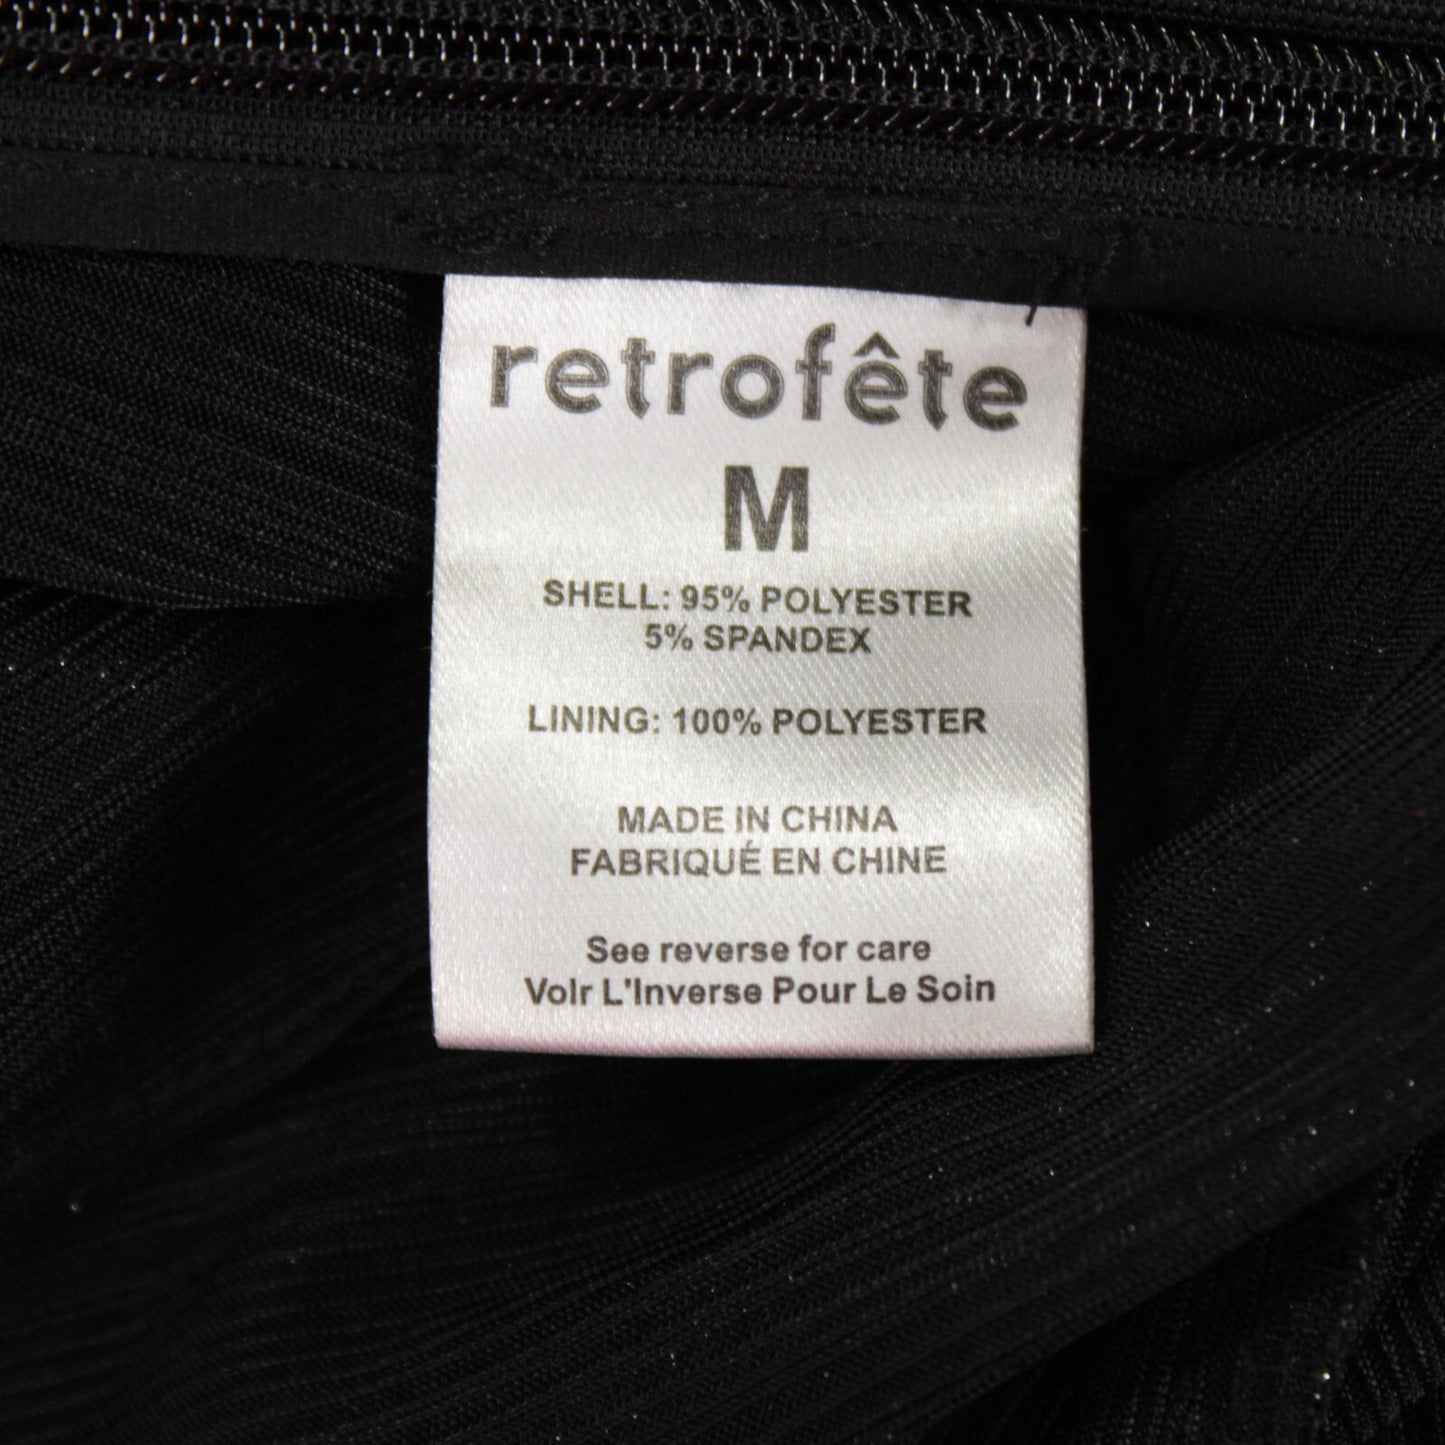 retrofête
M
SHELL: 95% POLYESTER
5% SPANDEX
LINING: 100% POLYESTER
MADE IN CHINA
FABRIQUÉ EN CHINE
See reverse for care
Voir L'Inverse Pour Le Soin